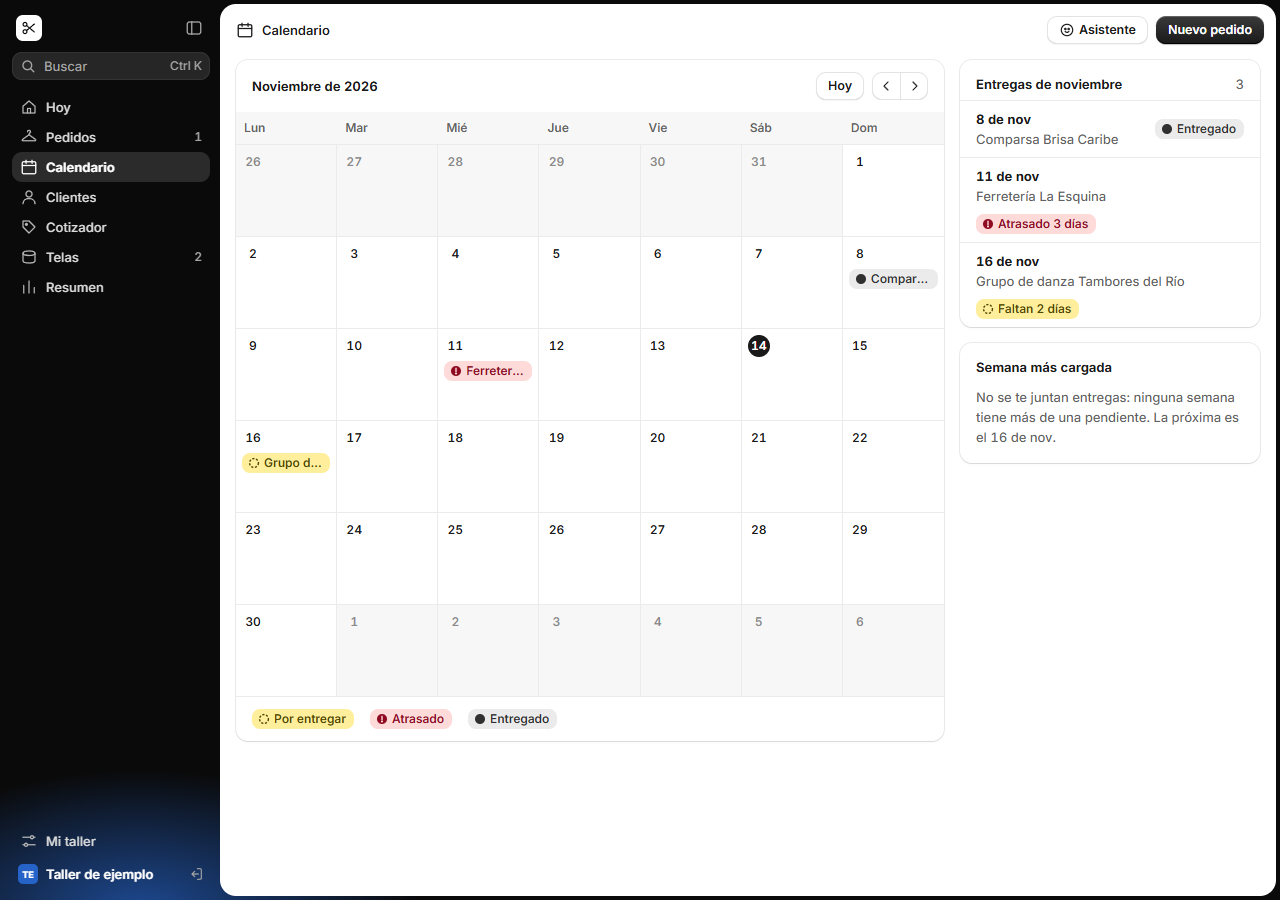 Buscar
Ctrl K
Hoy
Pedidos 1
Calendario
Clientes
Cotizador
Telas 2
Resumen
Mi taller
TE Taller de ejemplo
Calendario
Asistente
Nuevo pedido
Noviembre de 2026
Hoy
Lun Mar Mié Jue Vie Sáb Dom
26 27 28 29 30 31 1
2 3 4 5 6 7 8
Compar...
9 10 11 12 13 14 15
Ferreter...
16 17 18 19 20 21 22
Grupo d...
23 24 25 26 27 28 29
30 1 2 3 4 5 6
Por entregar Atrasado Entregado
Entregas de noviembre 3
8 de nov
Comparsa Brisa Caribe
Entregado
11 de nov
Ferretería La Esquina
Atrasado 3 días
16 de nov
Grupo de danza Tambores del Río
Faltan 2 días
Semana más cargada
No se te juntan entregas: ninguna semana
tiene más de una pendiente. La próxima es
el 16 de nov.